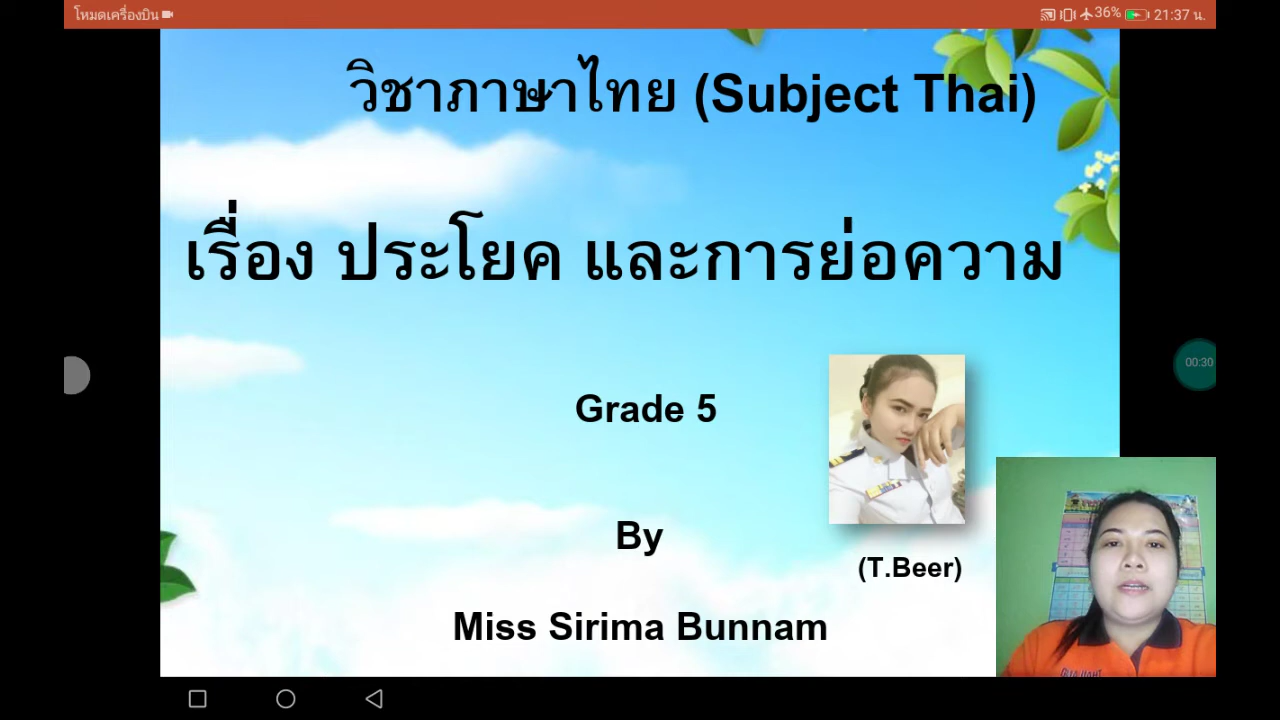 โหมดเครื่องบิน
36% 21:37 น.
วิชาภาษาไทย (Subject Thai)
เรื่อง ประโยค และการย่อความ
00:30
Grade 5
By
(T.Beer)
Miss Sirima Bunnam